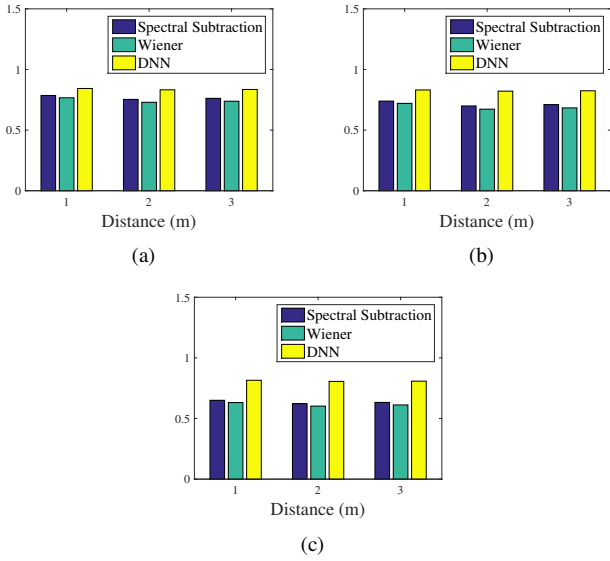 1.5
1
0.5
0
Spectral Subtraction
Wiener
DNN
1 2 3
Distance (m)
(a)
1.5
1
0.5
0
Spectral Subtraction
Wiener
DNN
1 2 3
Distance (m)
(b)
1.5
1
0.5
0
Spectral Subtraction
Wiener
DNN
1 2 3
Distance (m)
(c)